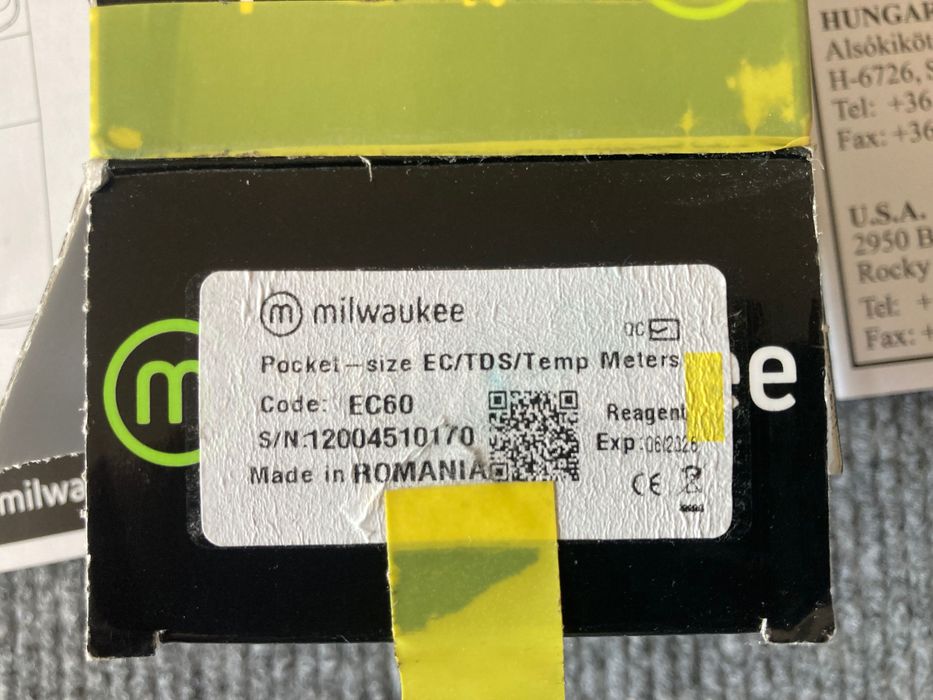 HUNGAR
Alsókiköt
H-6726, S
Tel: +36
Fax: +36
U.S.A.
2950 B
Rocky
Tel: +
Fax: +
m milwaukee
QC
Pocket-size EC/TDS/Temp Meters
Code: EC60
S/N:12004510170
Made in ROMANIA
Reagent
Exp :06/2026
CE
m
ee
milwa